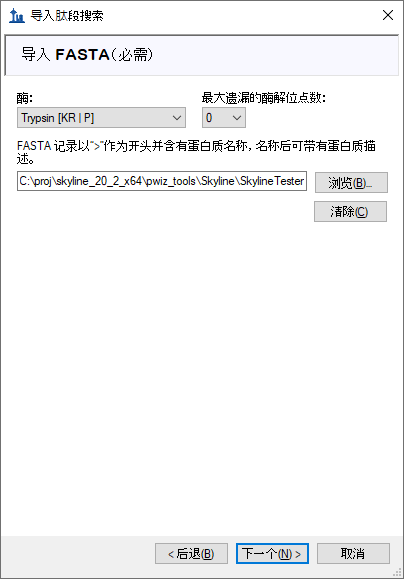 导入肽段搜索
导入 FASTA（必需）
酶: 最大遗漏的酶解位点数:
Trypsin [KR | P] 0
FASTA 记录以">"作为开头并含有蛋白质名称, 名称后可带有蛋白质描
述。
C:\proj\skyline_20_2_x64\pwiz_tools\Skyline\SkylineTester 浏览(B)...
清除(C)
< 后退(B) 下一个(N) > 取消